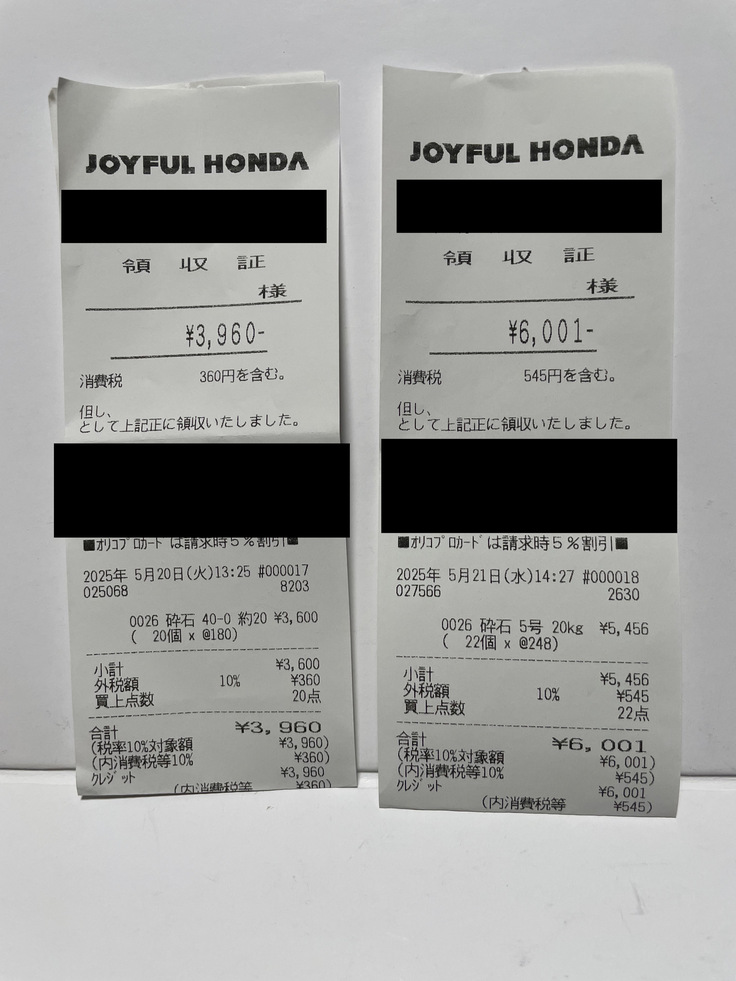 JOYFUL HONDA
領 収 証
様
¥3,960-
消費税 360円を含む。
但し、
として上記正に領収いたしました。
■オリコプロカードは請求時5%割引■
2025年 5月20日(火)13:25 #000017
025068 8203
0026 砕石 40-0 約20 ¥3,600
( 20個 x @180)
小計 ¥3,600
外税額 10% ¥360
買上点数 20点
合計 ¥3,960
(税率10%対象額 ¥3,960)
(内消費税等10% ¥360)
クレジット ¥3,960
(内消費税等 ¥360)
JOYFUL HONDA
領 収 証
様
¥6,001-
消費税 545円を含む。
但し、
として上記正に領収いたしました。
■オリコプロカードは請求時5%割引■
2025年 5月21日(水)14:27 #000018
027566 2630
0026 砕石 5号 20kg ¥5,456
( 22個 x @248)
小計 ¥5,456
外税額 10% ¥545
買上点数 22点
合計 ¥6,001
(税率10%対象額 ¥6,001)
(内消費税等10% ¥545)
クレジット ¥6,001
(内消費税等 ¥545)